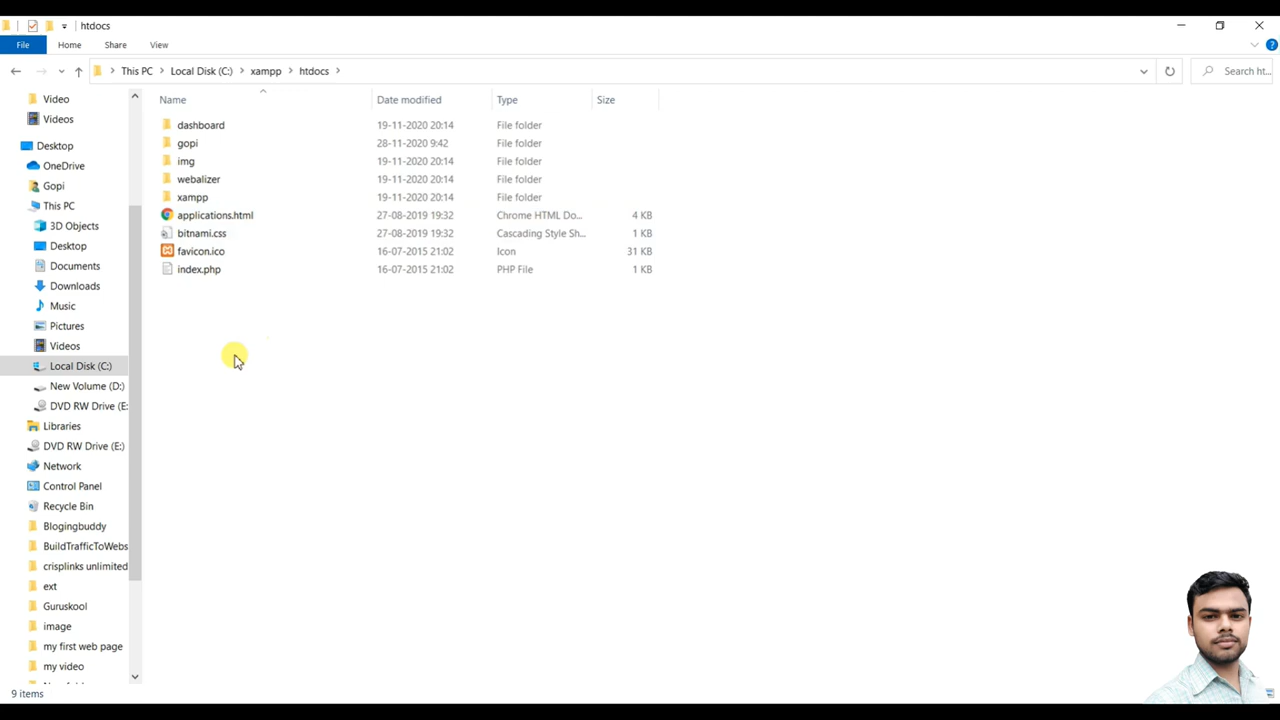 htdocs
File Home Share View
This PC Local Disk (C:) xampp htdocs Search ht...
Name Date modified Type Size
dashboard 19-11-2020 20:14 File folder
gopi 28-11-2020 9:42 File folder
img 19-11-2020 20:14 File folder
webalizer 19-11-2020 20:14 File folder
xampp 19-11-2020 20:14 File folder
applications.html 27-08-2019 19:32 Chrome HTML Do... 4 KB
bitnami.css 27-08-2019 19:32 Cascading Style Sh... 1 KB
favicon.ico 16-07-2015 21:02 Icon 31 KB
index.php 16-07-2015 21:02 PHP File 1 KB
Video
Videos
Desktop
OneDrive
Gopi
This PC
3D Objects
Desktop
Documents
Downloads
Music
Pictures
Videos
Local Disk (C:)
New Volume (D:)
DVD RW Drive (E:
Libraries
DVD RW Drive (E:)
Network
Control Panel
Recycle Bin
Blogingbuddy
BuildTrafficToWebs
crisplinks unlimited
ext
Guruskool
image
my first web page
my video
9 items